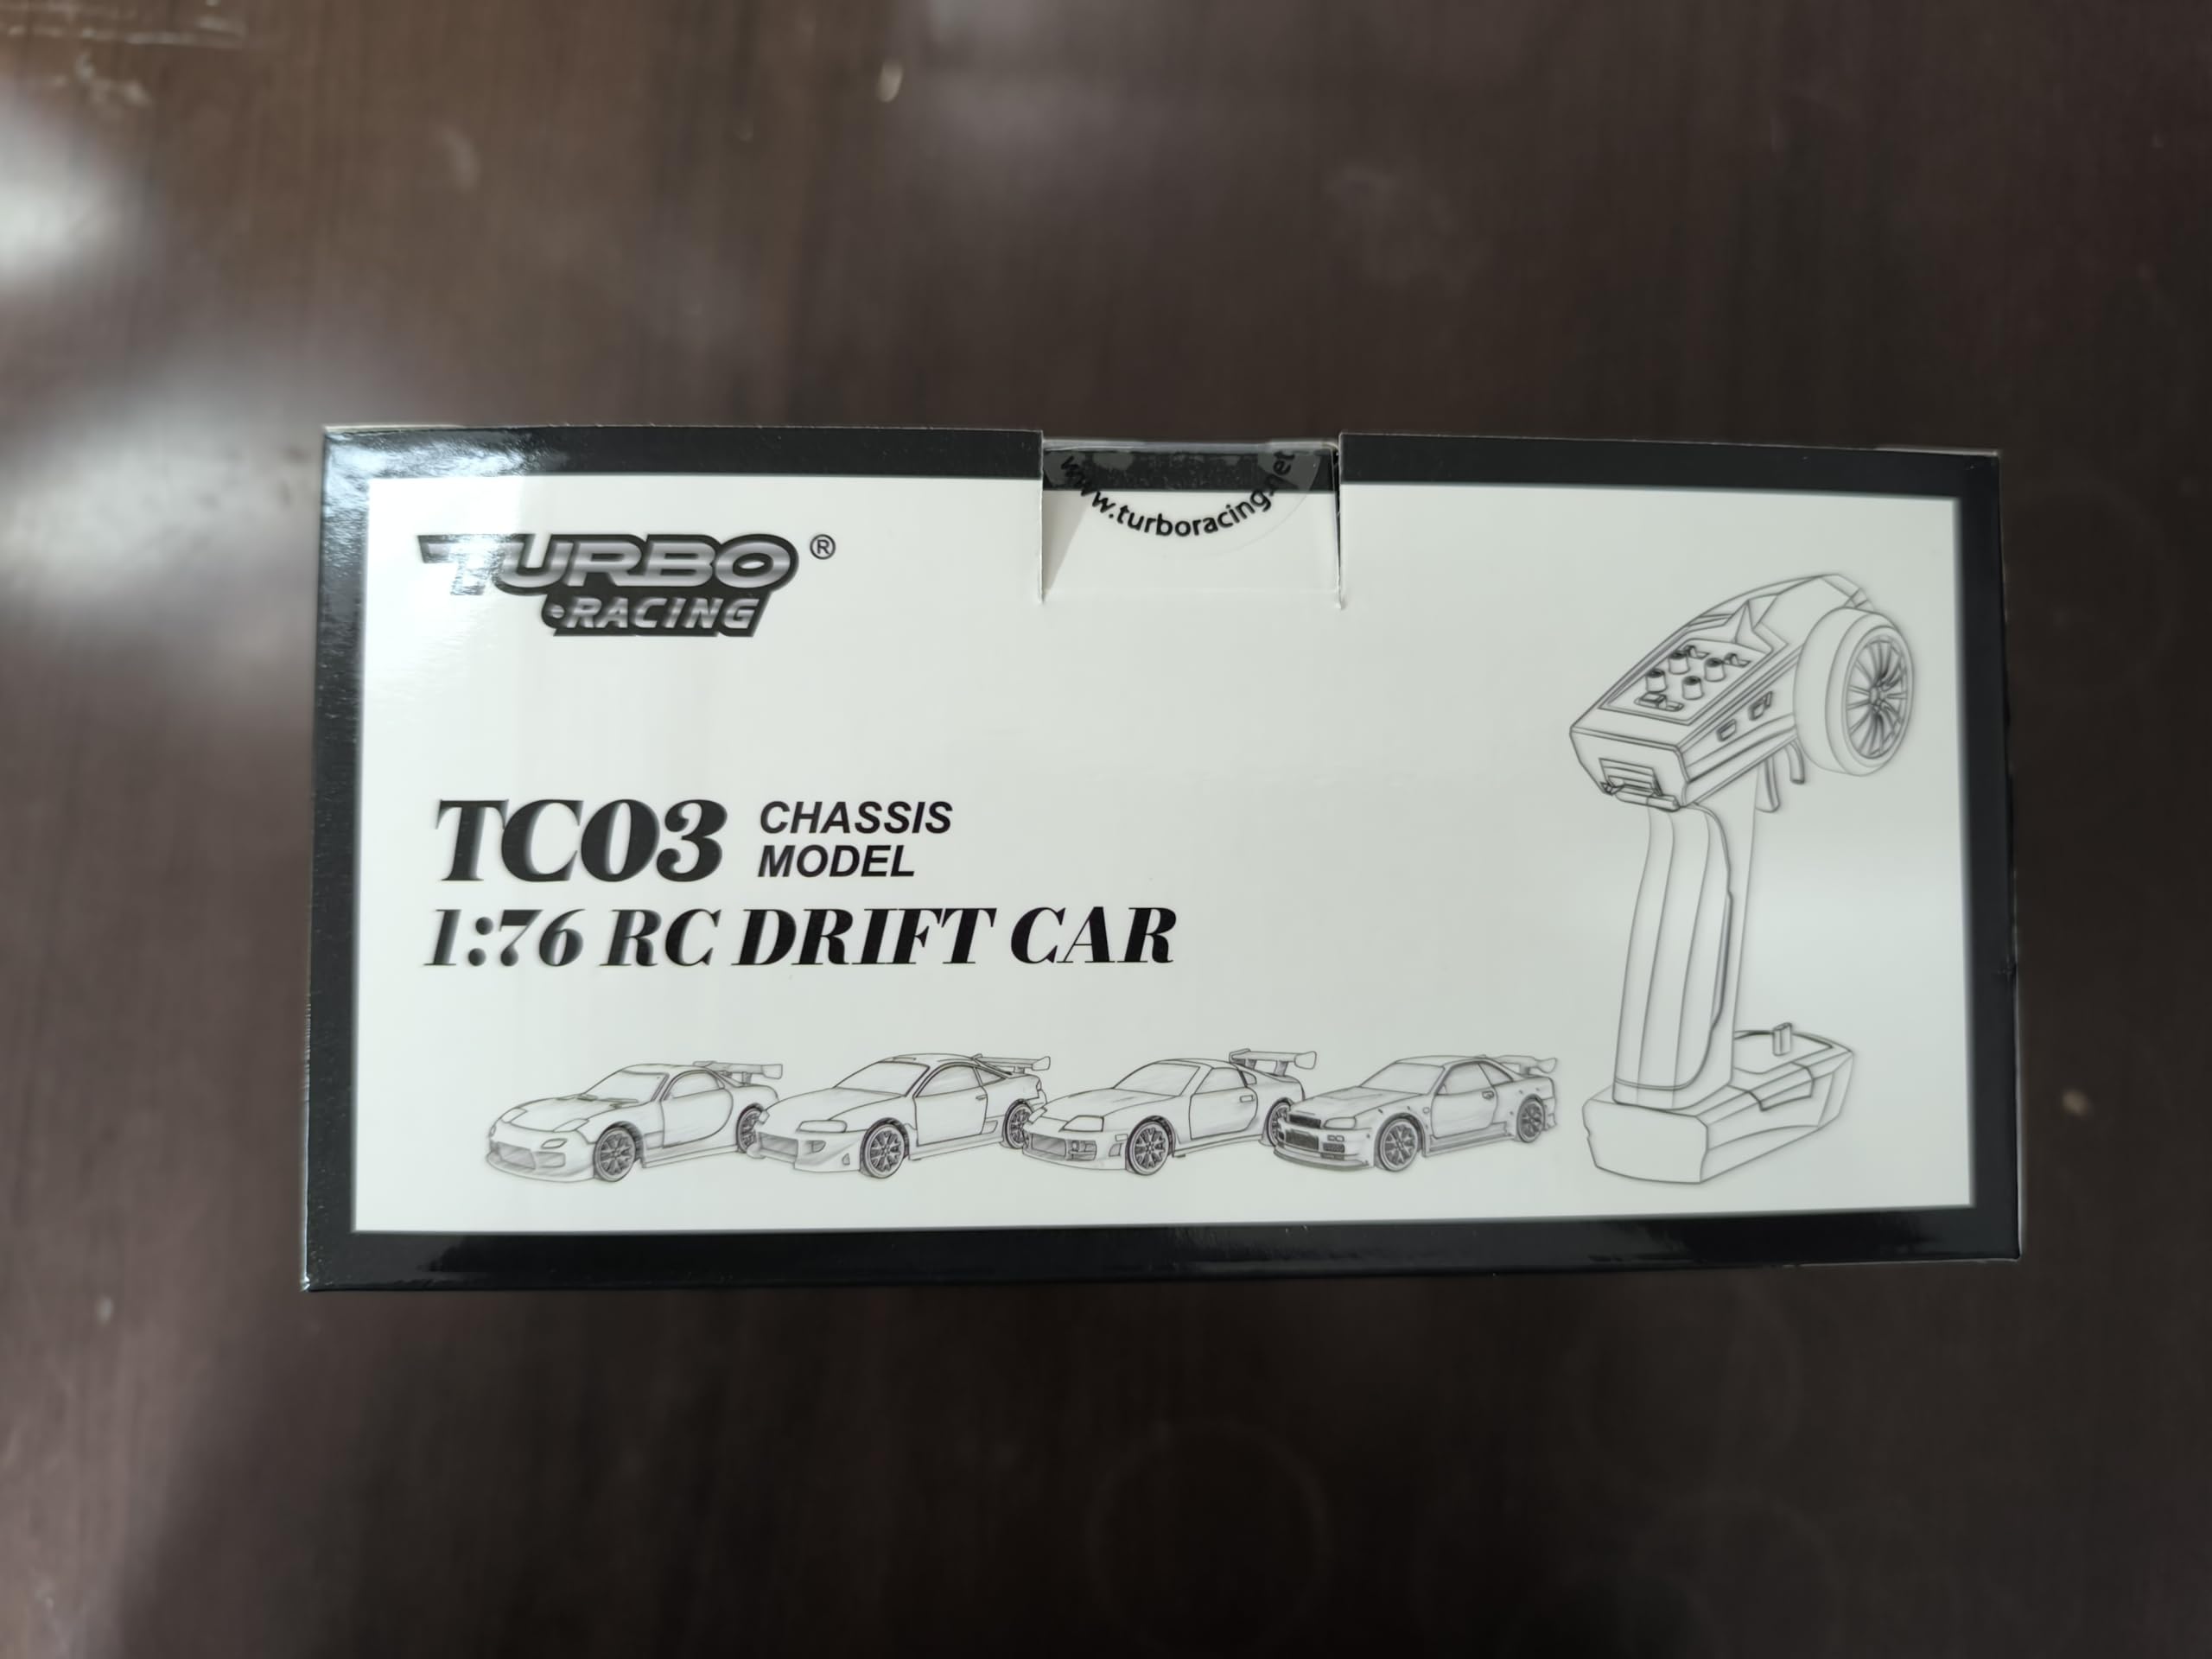 www.turboracing.net
TURBO®
RACING
TC03 CHASSIS
MODEL
1:76 RC DRIFT CAR